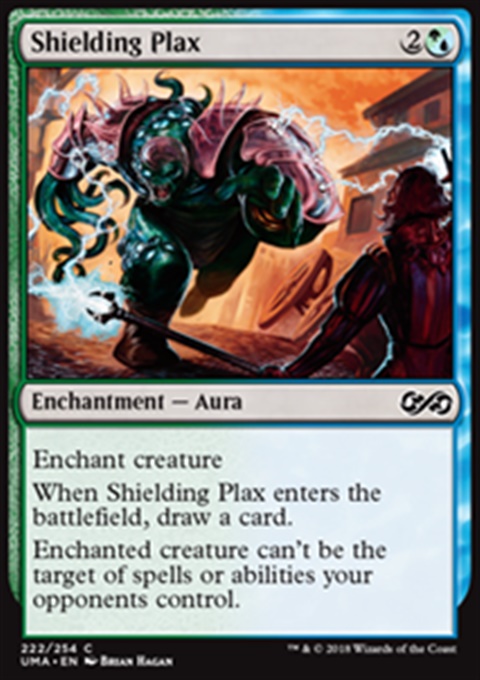 Shielding Plax 2
Enchantment — Aura
Enchant creature
When Shielding Plax enters the
battlefield, draw a card.
Enchanted creature can't be the
target of spells or abilities your
opponents control.
222/254 C
UMA • EN Brian Hagan
™ & © 2018 Wizards of the Coast